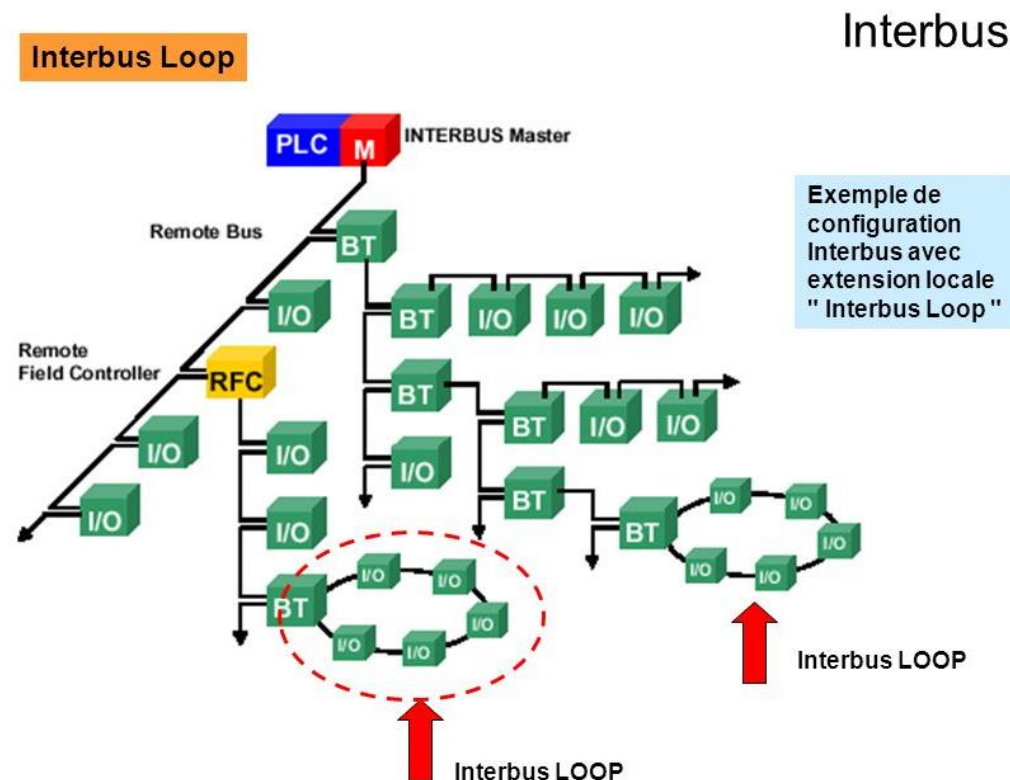 Interbus
Interbus Loop
PLC M INTERBUS Master
Exemple de
configuration
Interbus avec
extension locale
" Interbus Loop "
Remote Bus
BT
I/O
BT I/O I/O I/O
Remote
Field Controller
RFC
BT
BT I/O I/O
I/O
I/O
I/O
I/O
I/O
I/O
BT
BT
I/O
I/O
I/O
I/O
I/O
BT
I/O
I/O
I/O
I/O
I/O
Interbus LOOP
Interbus LOOP